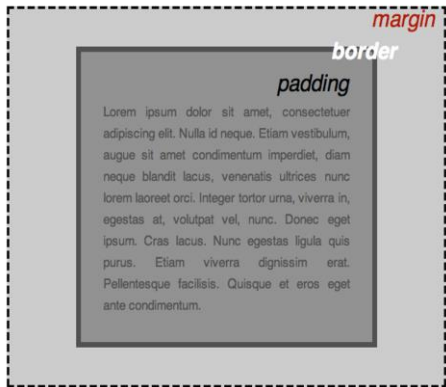 margin
border
padding
Lorem ipsum dolor sit amet, consectetuer
adipiscing elit. Nulla id neque. Etiam vestibulum,
augue sit amet condimentum imperdiet, diam
neque blandit lacus, venenatis ultrices nunc
lorem laoreet orci. Integer tortor urna, viverra in,
egestas at, volutpat vel, nunc. Donec eget
ipsum. Cras lacus. Nunc egestas ligula quis
purus. Etiam viverra dignissim erat.
Pellentesque facilisis. Quisque et eros eget
ante condimentum.